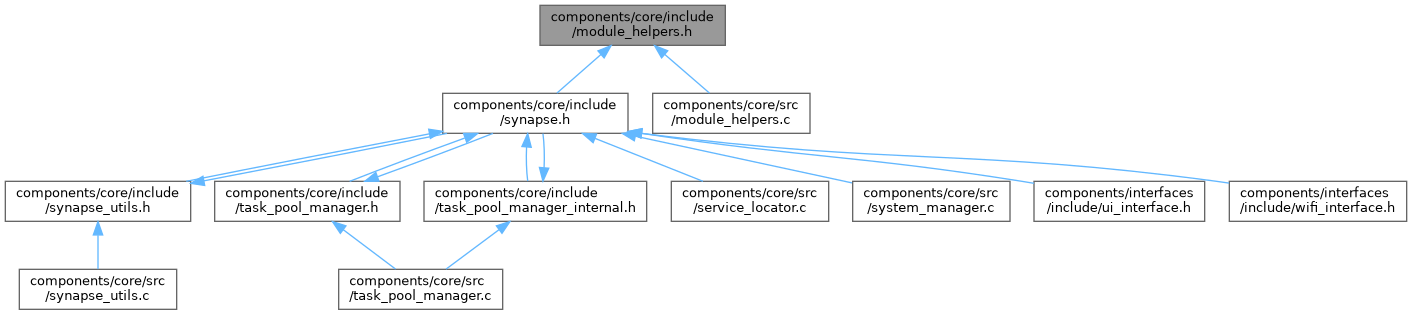 components/core/include
/module_helpers.h
components/core/include
/synapse.h
components/core/src
/module_helpers.c
components/core/include
/synapse_utils.h
components/core/include
/task_pool_manager.h
components/core/include
/task_pool_manager_internal.h
components/core/src
/service_locator.c
components/core/src
/system_manager.c
components/interfaces
/include/ui_interface.h
components/interfaces
/include/wifi_interface.h
components/core/src
/synapse_utils.c
components/core/src
/task_pool_manager.c